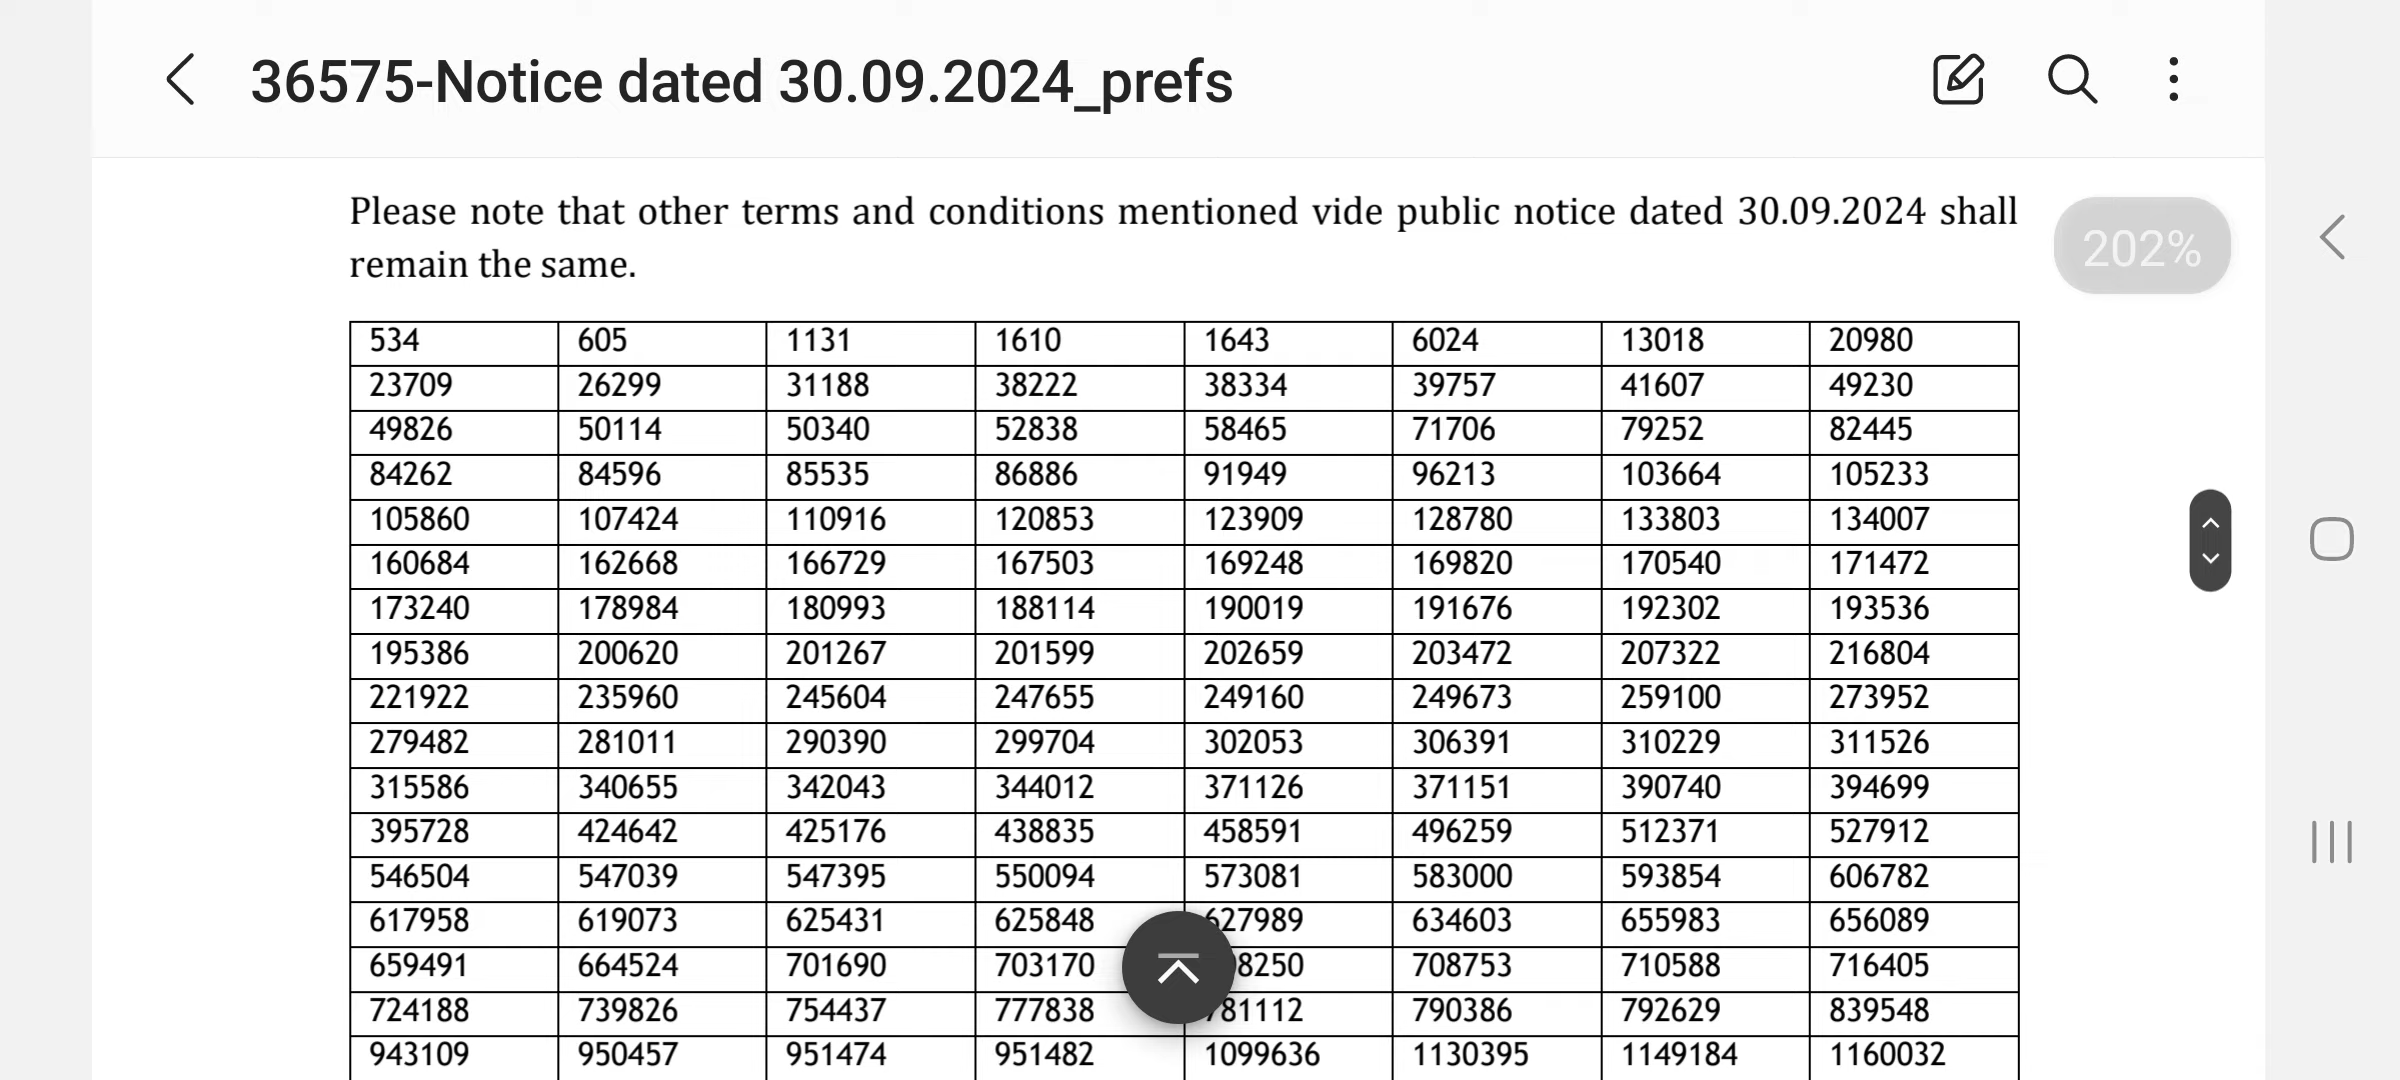 36575-Notice dated 30.09.2024_prefs
Please note that other terms and conditions mentioned vide public notice dated 30.09.2024 shall
remain the same.
202%
534 605 1131 1610 1643 6024 13018 20980
23709 26299 31188 38222 38334 39757 41607 49230
49826 50114 50340 52838 58465 71706 79252 82445
84262 84596 85535 86886 91949 96213 103664 105233
105860 107424 110916 120853 123909 128780 133803 134007
160684 162668 166729 167503 169248 169820 170540 171472
173240 178984 180993 188114 190019 191676 192302 193536
195386 200620 201267 201599 202659 203472 207322 216804
221922 235960 245604 247655 249160 249673 259100 273952
279482 281011 290390 299704 302053 306391 310229 311526
315586 340655 342043 344012 371126 371151 390740 394699
395728 424642 425176 438835 458591 496259 512371 527912
546504 547039 547395 550094 573081 583000 593854 606782
617958 619073 625431 625848 627989 634603 655983 656089
659491 664524 701690 703170 708753 710588 716405
724188 739826 754437 777838 781112 790386 792629 839548
943109 950457 951474 951482 1099636 1130395 1149184 1160032